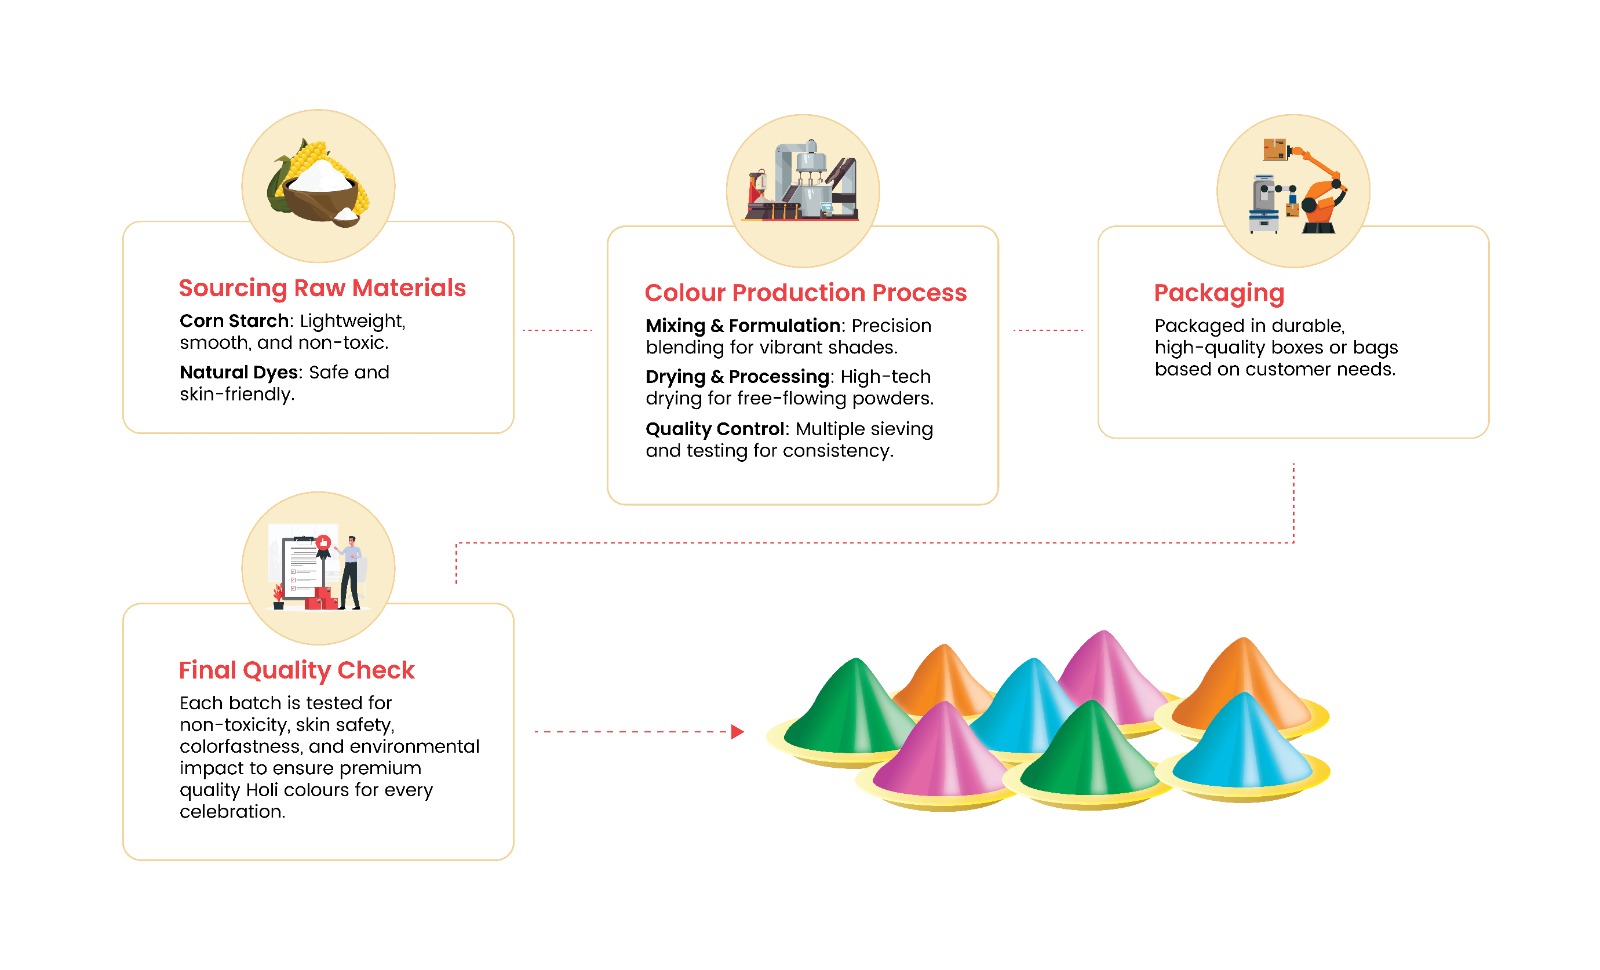 Sourcing Raw Materials
Corn Starch: Lightweight,
smooth, and non-toxic.
Natural Dyes: Safe and
skin-friendly.
Colour Production Process
Mixing & Formulation: Precision
blending for vibrant shades.
Drying & Processing: High-tech
drying for free-flowing powders.
Quality Control: Multiple sieving
and testing for consistency.
Packaging
Packaged in durable,
high-quality boxes or bags
based on customer needs.
Final Quality Check
Each batch is tested for
non-toxicity, skin safety,
colorfastness, and environmental
impact to ensure premium
quality Holi colours for every
celebration.